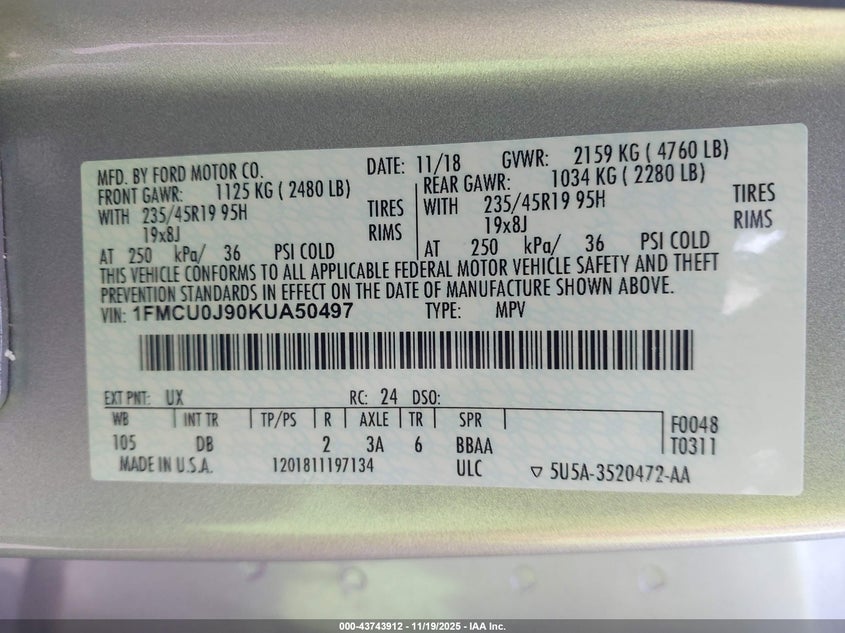 MFD. BY FORD MOTOR CO. DATE: 11/18 GVWR: 2159 KG ( 4760 LB)
FRONT GAWR: 1125 KG ( 2480 LB) REAR GAWR: 1034 KG ( 2280 LB)
WITH 235/45R19 95H TIRES WITH 235/45R19 95H TIRES
19x8J RIMS 19x8J RIMS
AT 250 kPa/ 36 PSI COLD AT 250 kPa/ 36 PSI COLD
THIS VEHICLE CONFORMS TO ALL APPLICABLE FEDERAL MOTOR VEHICLE SAFETY AND THEFT
PREVENTION STANDARDS IN EFFECT ON THE DATE OF MANUFACTURE SHOWN ABOVE.
VIN: 1FMCU0J90KUA50497 TYPE: MPV
EXT PNT: UX RC: 24 DSO:
WB INT TR TP/PS R AXLE TR SPR F0048
105 DB 2 3A 6 BBAA T0311
MADE IN U.S.A. 1201811197134 ULC ▽ 5U5A-3520472-AA
000-43743912 - 11/19/2025 - IAA Inc.